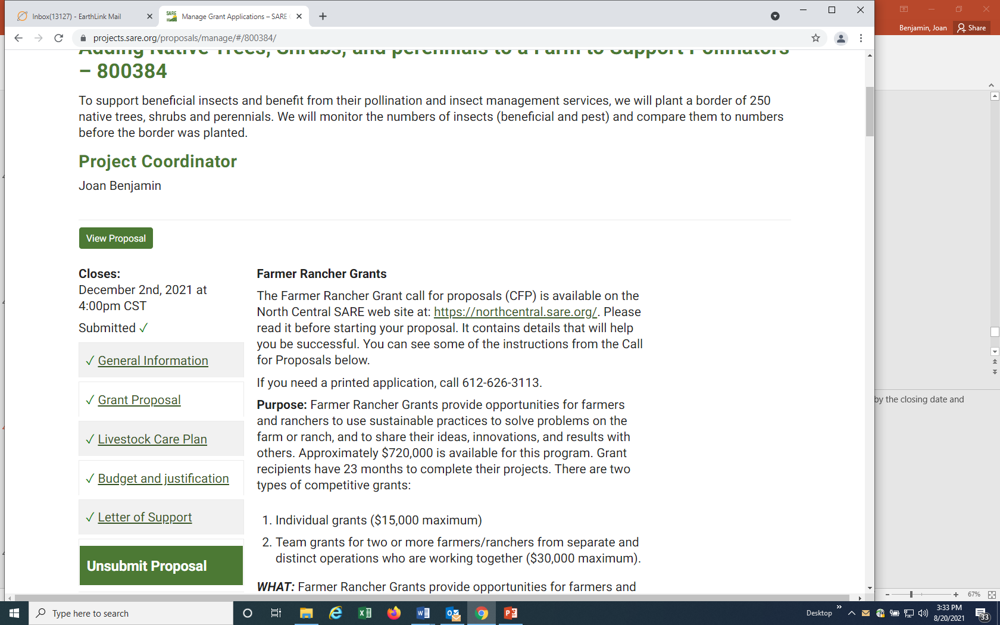 Inbox(13127) - EarthLink Mail
Manage Grant Applications – SARE
Benjamin, Joan
Share
projects.sare.org/proposals/manage/#/800384/
Adding Native Trees, Shrubs, and perennials to a Farm to Support Pollinators
– 800384
To support beneficial insects and benefit from their pollination and insect management services, we will plant a border of 250
native trees, shrubs and perennials. We will monitor the numbers of insects (beneficial and pest) and compare them to numbers
before the border was planted.
Project Coordinator
Joan Benjamin
View Proposal
Closes:
December 2nd, 2021 at
4:00pm CST
Submitted ✓
✓ General Information
✓ Grant Proposal
✓ Livestock Care Plan
✓ Budget and justification
✓ Letter of Support
Unsubmit Proposal
Farmer Rancher Grants
The Farmer Rancher Grant call for proposals (CFP) is available on the
North Central SARE web site at: https://northcentral.sare.org/. Please
read it before starting your proposal. It contains details that will help
you be successful. You can see some of the instructions from the Call
for Proposals below.
If you need a printed application, call 612-626-3113.
Purpose: Farmer Rancher Grants provide opportunities for farmers
and ranchers to use sustainable practices to solve problems on the
farm or ranch, and to share their ideas, innovations, and results with
others. Approximately $720,000 is available for this program. Grant
recipients have 23 months to complete their projects. There are two
types of competitive grants:
1. Individual grants ($15,000 maximum)
2. Team grants for two or more farmers/ranchers from separate and
distinct operations who are working together ($30,000 maximum).
WHAT: Farmer Rancher Grants provide opportunities for farmers and
by the closing date and
67%
Type here to search
Desktop
3:33 PM
8/20/2021
33